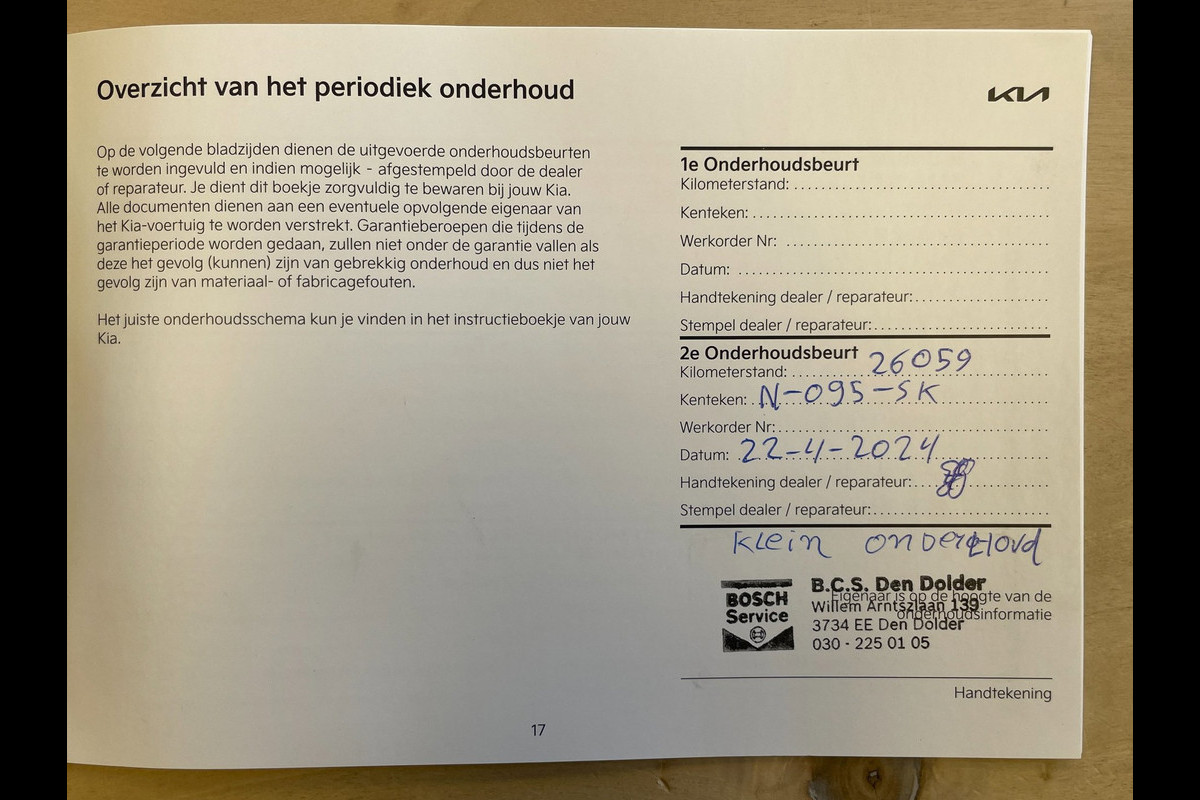 Overzicht van het periodiek onderhoud
KIA
Op de volgende bladzijden dienen de uitgevoerde onderhoudsbeurten
te worden ingevuld en indien mogelijk - afgestempeld door de dealer
of reparateur. Je dient dit boekje zorgvuldig te bewaren bij jouw Kia.
Alle documenten dienen aan een eventuele opvolgende eigenaar van
het Kia-voertuig te worden verstrekt. Garantieberoepen die tijdens de
garantieperiode worden gedaan, zullen niet onder de garantie vallen als
deze het gevolg (kunnen) zijn van gebrekkig onderhoud en dus niet het
gevolg zijn van materiaal- of fabricagefouten.
Het juiste onderhoudsschema kun je vinden in het instructieboekje van jouw
Kia.
1e Onderhoudsbeurt
Kilometerstand:
Kenteken:
Werkorder Nr:
Datum:
Handtekening dealer / reparateur:
Stempel dealer / reparateur:
2e Onderhoudsbeurt
Kilometerstand: 26059
Kenteken: N-095-SK
Werkorder Nr:
Datum: 22-4-2024
Handtekening dealer / reparateur:
Stempel dealer / reparateur:
Klein onderhoud
BOSCH
Service
B.C.S. Den Dolder
Willem Arntszlaan 139
3734 EE Den Dolder
030 - 225 01 05
Eigenaar is op de hoogte van de
onderhoudsinformatie
Handtekening
17